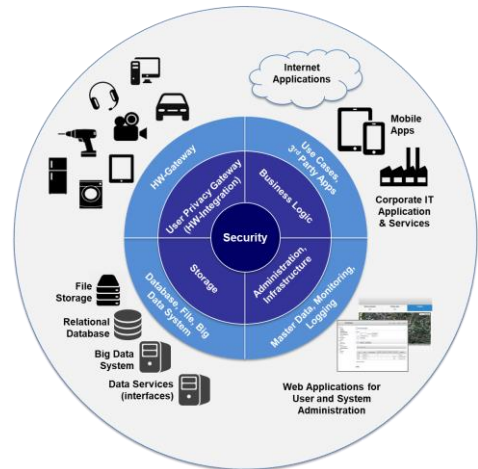 Internet
Applications
Mobile
Apps
Corporate IT
Application
& Services
HW-Gateway
Use Cases,
3rd Party Apps
User Privacy Gateway
(HW-Integration)
Business Logic
Security
Storage
Administration,
Infrastructure
Database, File, Big
Data System
Master Data, Monitoring,
Logging
File
Storage
Relational
Database
Big Data
System
Data Services
(interfaces)
Web Applications for
User and System
Administration